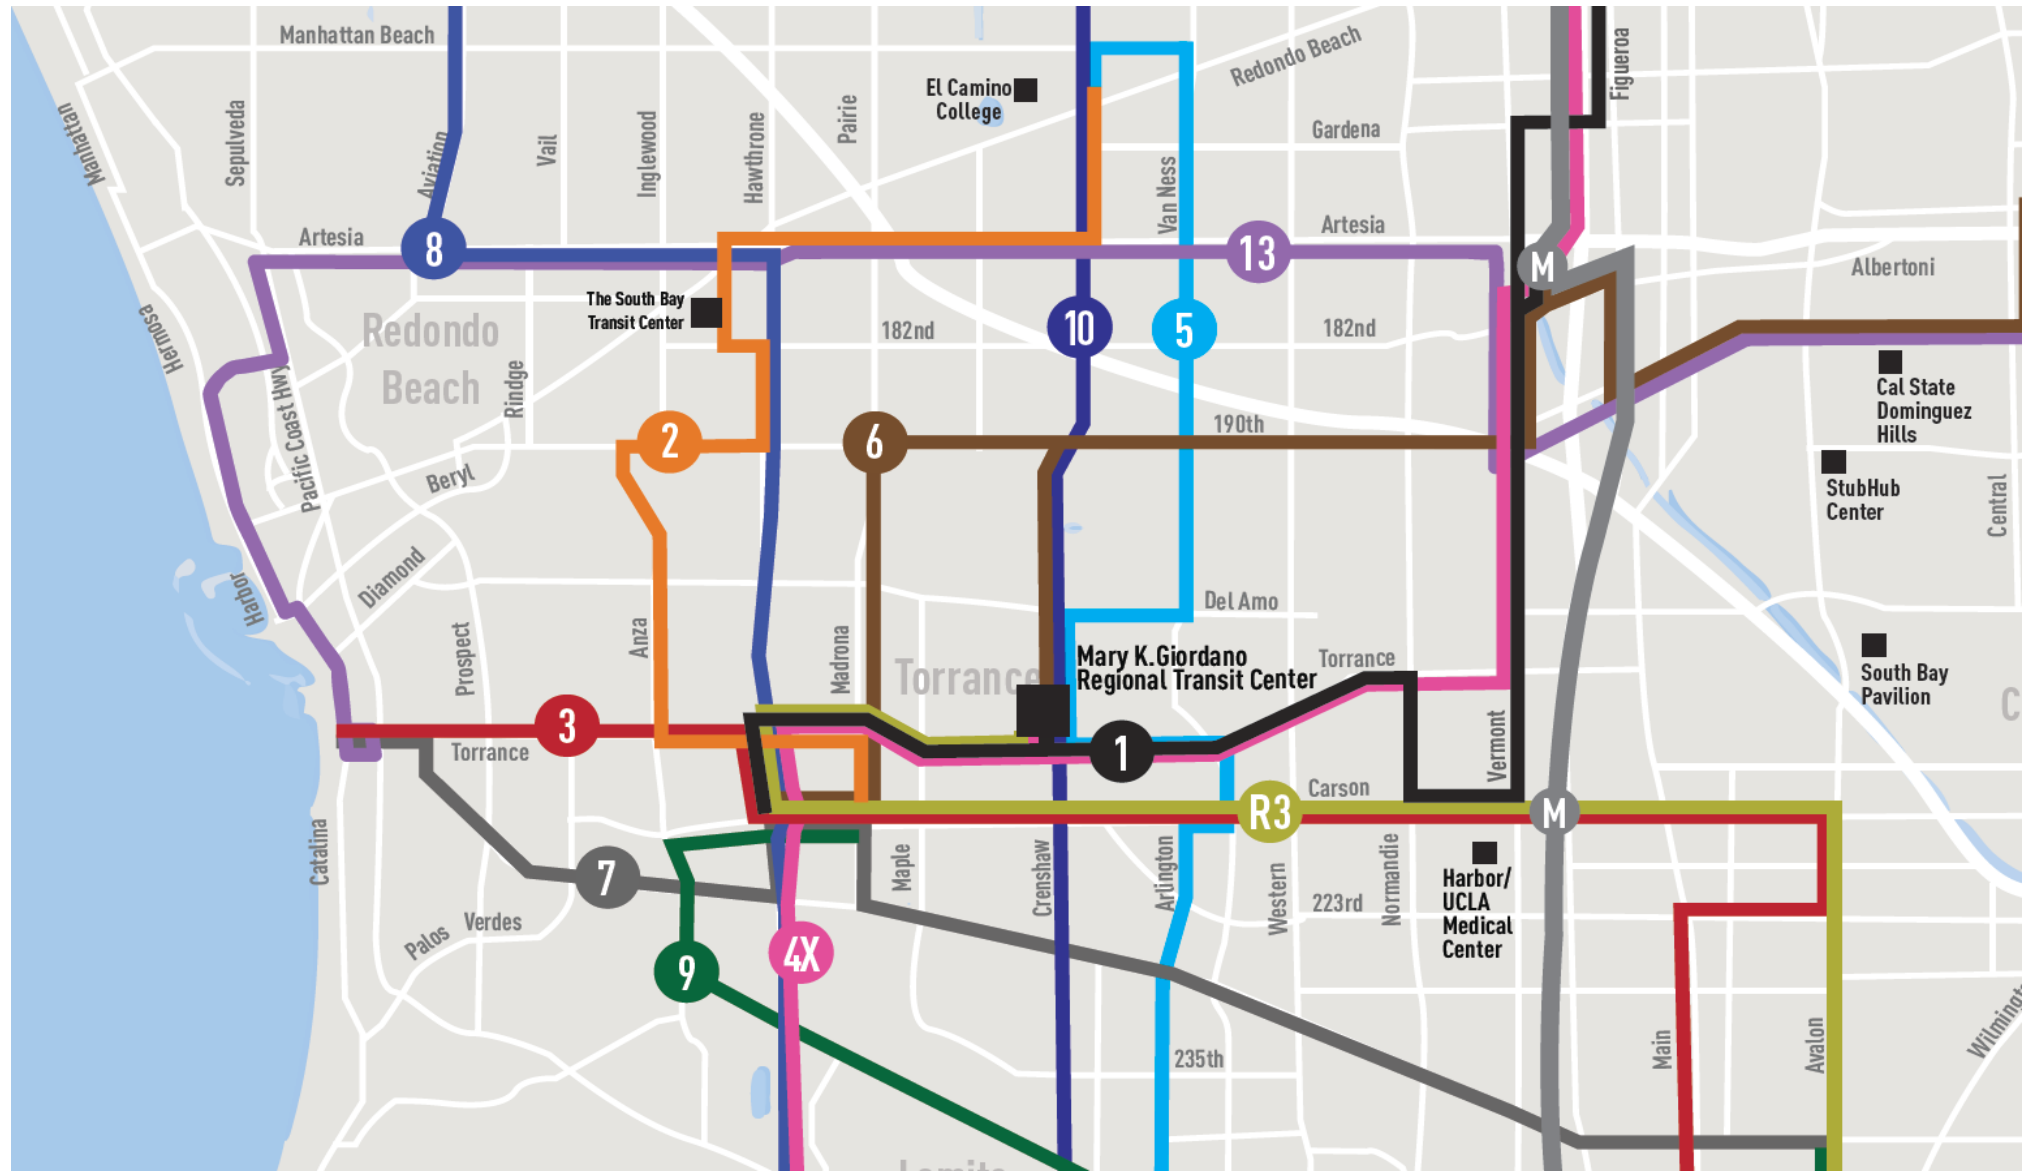 Manhattan Beach
Figueroa
Redondo Beach
El Camino
College
Manhattan
Sepulveda
Aviation
Vail
Inglewood
Hawthrone
Pairie
Gardena
Van Ness
Artesia
8
13
Artesia
M
Albertoni
The South Bay
Transit Center
Hermosa
Redondo
Beach
182nd
10
5
182nd
Rindge
Pacific Coast Hwy
Cal State
Dominguez
Hills
2
6
190th
Beryl
StubHub
Center
Central
Diamond
Harbor
Del Amo
Prospect
Anza
Madrona
Torrance
Mary K.Giordano
Regional Transit Center
Torrance
South Bay
Pavilion
C
3
Torrance
1
Vermont
R3
Carson
M
Catalina
7
Maple
Crenshaw
Arlington
Western
223rd
Normandie
Harbor/
UCLA
Medical
Center
Palos Verdes
9
4X
235th
Main
Avalon
Wilmingt
Lomita